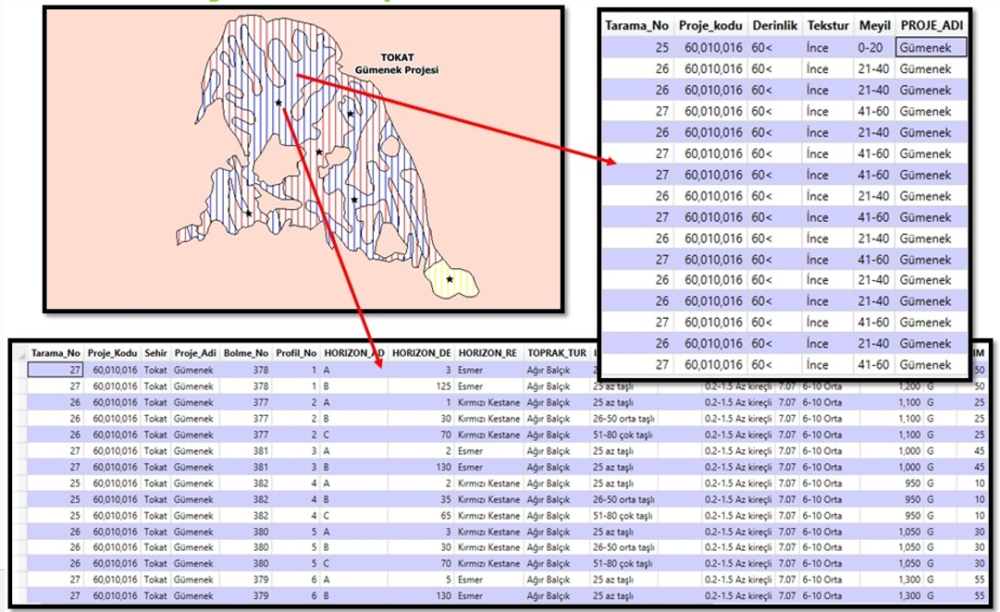 TOKAT
Gümenek Projesi
Tarama_No Proje_kodu Derinlik Tekstur Meyil PROJE_ADI
25 60,010,016 60< İnce 0-20 Gümenek
26 60,010,016 60< İnce 21-40 Gümenek
26 60,010,016 60< İnce 21-40 Gümenek
27 60,010,016 60< İnce 41-60 Gümenek
26 60,010,016 60< İnce 21-40 Gümenek
27 60,010,016 60< İnce 41-60 Gümenek
27 60,010,016 60< İnce 41-60 Gümenek
26 60,010,016 60< İnce 21-40 Gümenek
27 60,010,016 60< İnce 41-60 Gümenek
26 60,010,016 60< İnce 21-40 Gümenek
27 60,010,016 60< İnce 41-60 Gümenek
26 60,010,016 60< İnce 21-40 Gümenek
26 60,010,016 60< İnce 21-40 Gümenek
27 60,010,016 60< İnce 41-60 Gümenek
26 60,010,016 60< İnce 21-40 Gümenek
27 60,010,016 60< İnce 41-60 Gümenek
Tarama_No Proje_Kodu Sehir Proje_Adi Bolme_No Profil_No HORIZON_AD HORIZON_DE HORIZON_RE TOPRAK_TUR
27 60,010,016 Tokat Gümenek 378 1 A 3 Esmer Ağır Balçık 50
27 60,010,016 Tokat Gümenek 378 1 B 125 Esmer Ağır Balçık 25 az taşlı 0.2-1.5 Az kireçli 7.07 6-10 Orta 1,200 G 50
26 60,010,016 Tokat Gümenek 377 2 A 1 Kırmızı Kestane Ağır Balçık 25 az taşlı 0.2-1.5 Az kireçli 7.07 6-10 Orta 1,100 G 25
26 60,010,016 Tokat Gümenek 377 2 B 30 Kırmızı Kestane Ağır Balçık 26-50 orta taşlı 0.2-1.5 Az kireçli 7.07 6-10 Orta 1,100 G 25
26 60,010,016 Tokat Gümenek 377 2 C 70 Kırmızı Kestane Ağır Balçık 51-80 çok taşlı 0.2-1.5 Az kireçli 7.07 6-10 Orta 1,100 G 25
27 60,010,016 Tokat Gümenek 381 3 A 2 Esmer Ağır Balçık 25 az taşlı 0.2-1.5 Az kireçli 7.07 6-10 Orta 1,000 G 45
27 60,010,016 Tokat Gümenek 381 3 B 130 Esmer Ağır Balçık 25 az taşlı 0.2-1.5 Az kireçli 7.07 6-10 Orta 1,000 G 45
25 60,010,016 Tokat Gümenek 382 4 A 2 Kırmızı Kestane Ağır Balçık 25 az taşlı 0.2-1.5 Az kireçli 7.07 6-10 Orta 950 G 10
25 60,010,016 Tokat Gümenek 382 4 B 35 Kırmızı Kestane Ağır Balçık 26-50 orta taşlı 0.2-1.5 Az kireçli 7.07 6-10 Orta 950 G 10
25 60,010,016 Tokat Gümenek 382 4 C 65 Kırmızı Kestane Ağır Balçık 51-80 çok taşlı 0.2-1.5 Az kireçli 7.07 6-10 Orta 950 G 10
26 60,010,016 Tokat Gümenek 380 5 A 3 Kırmızı Kestane Ağır Balçık 25 az taşlı 0.2-1.5 Az kireçli 7.07 6-10 Orta 1,050 G 30
26 60,010,016 Tokat Gümenek 380 5 B 30 Kırmızı Kestane Ağır Balçık 26-50 orta taşlı 0.2-1.5 Az kireçli 7.07 6-10 Orta 1,050 G 30
26 60,010,016 Tokat Gümenek 380 5 C 70 Kırmızı Kestane Ağır Balçık 51-80 çok taşlı 0.2-1.5 Az kireçli 7.07 6-10 Orta 1,050 G 30
27 60,010,016 Tokat Gümenek 379 6 A 5 Esmer Ağır Balçık 25 az taşlı 0.2-1.5 Az kireçli 7.07 6-10 Orta 1,300 G 55
27 60,010,016 Tokat Gümenek 379 6 B 130 Esmer Ağır Balçık 25 az taşlı 0.2-1.5 Az kireçli 7.07 6-10 Orta 1,300 G 55